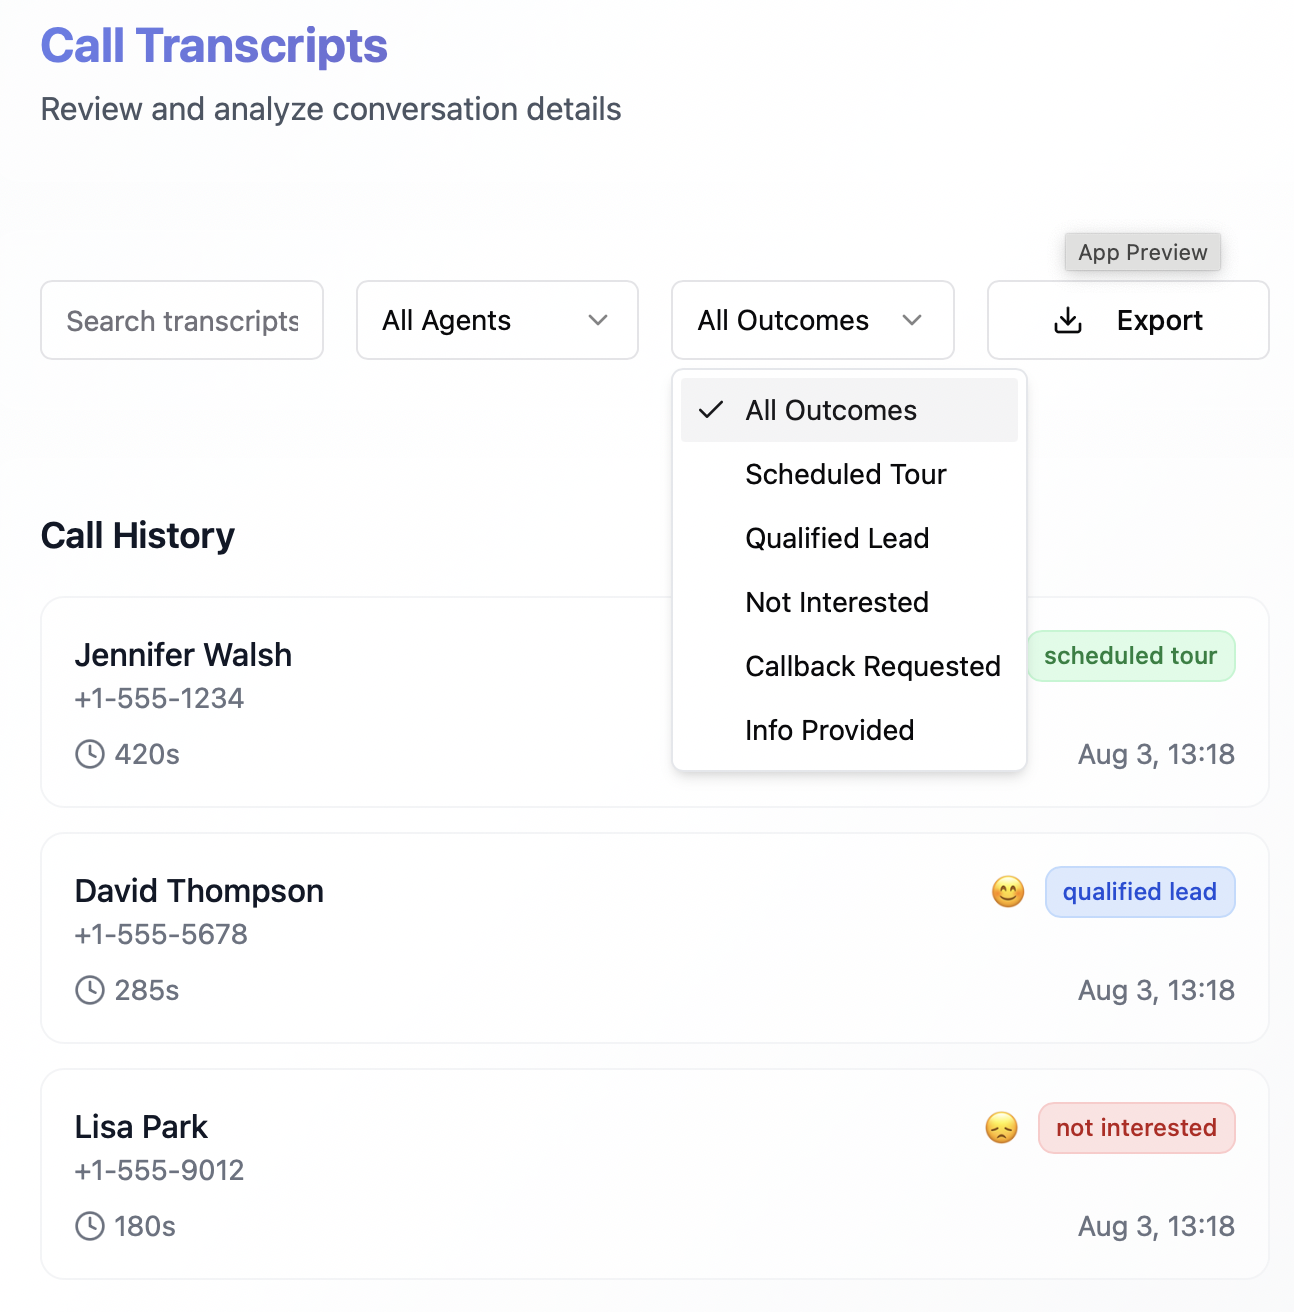 Call Transcripts
Review and analyze conversation details
App Preview
Search transcripts
All Agents
All Outcomes
Export
All Outcomes
Scheduled Tour
Qualified Lead
Not Interested
Callback Requested
Info Provided
Call History
Jennifer Walsh
scheduled tour
+1-555-1234
420s
Aug 3, 13:18
David Thompson
qualified lead
+1-555-5678
285s
Aug 3, 13:18
Lisa Park
not interested
+1-555-9012
180s
Aug 3, 13:18